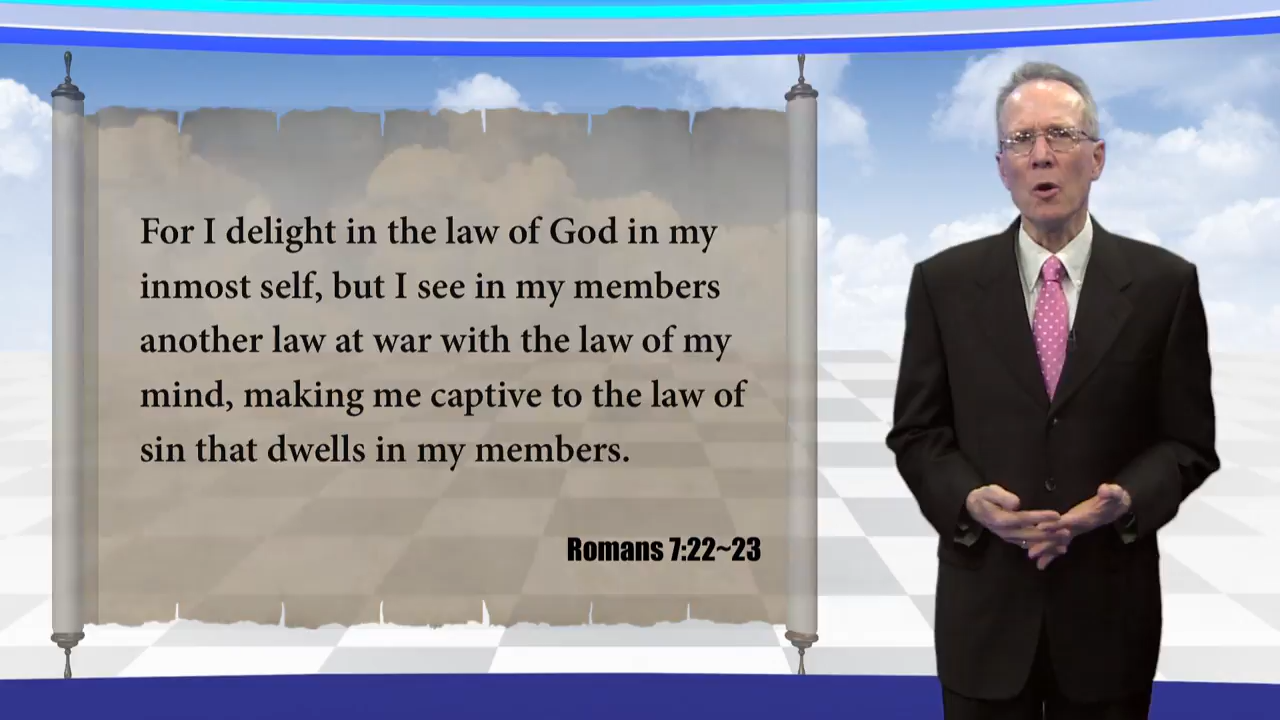 For I delight in the law of God in my
inmost self, but I see in my members
another law at war with the law of my
mind, making me captive to the law of
sin that dwells in my members.
Romans 7:22~23